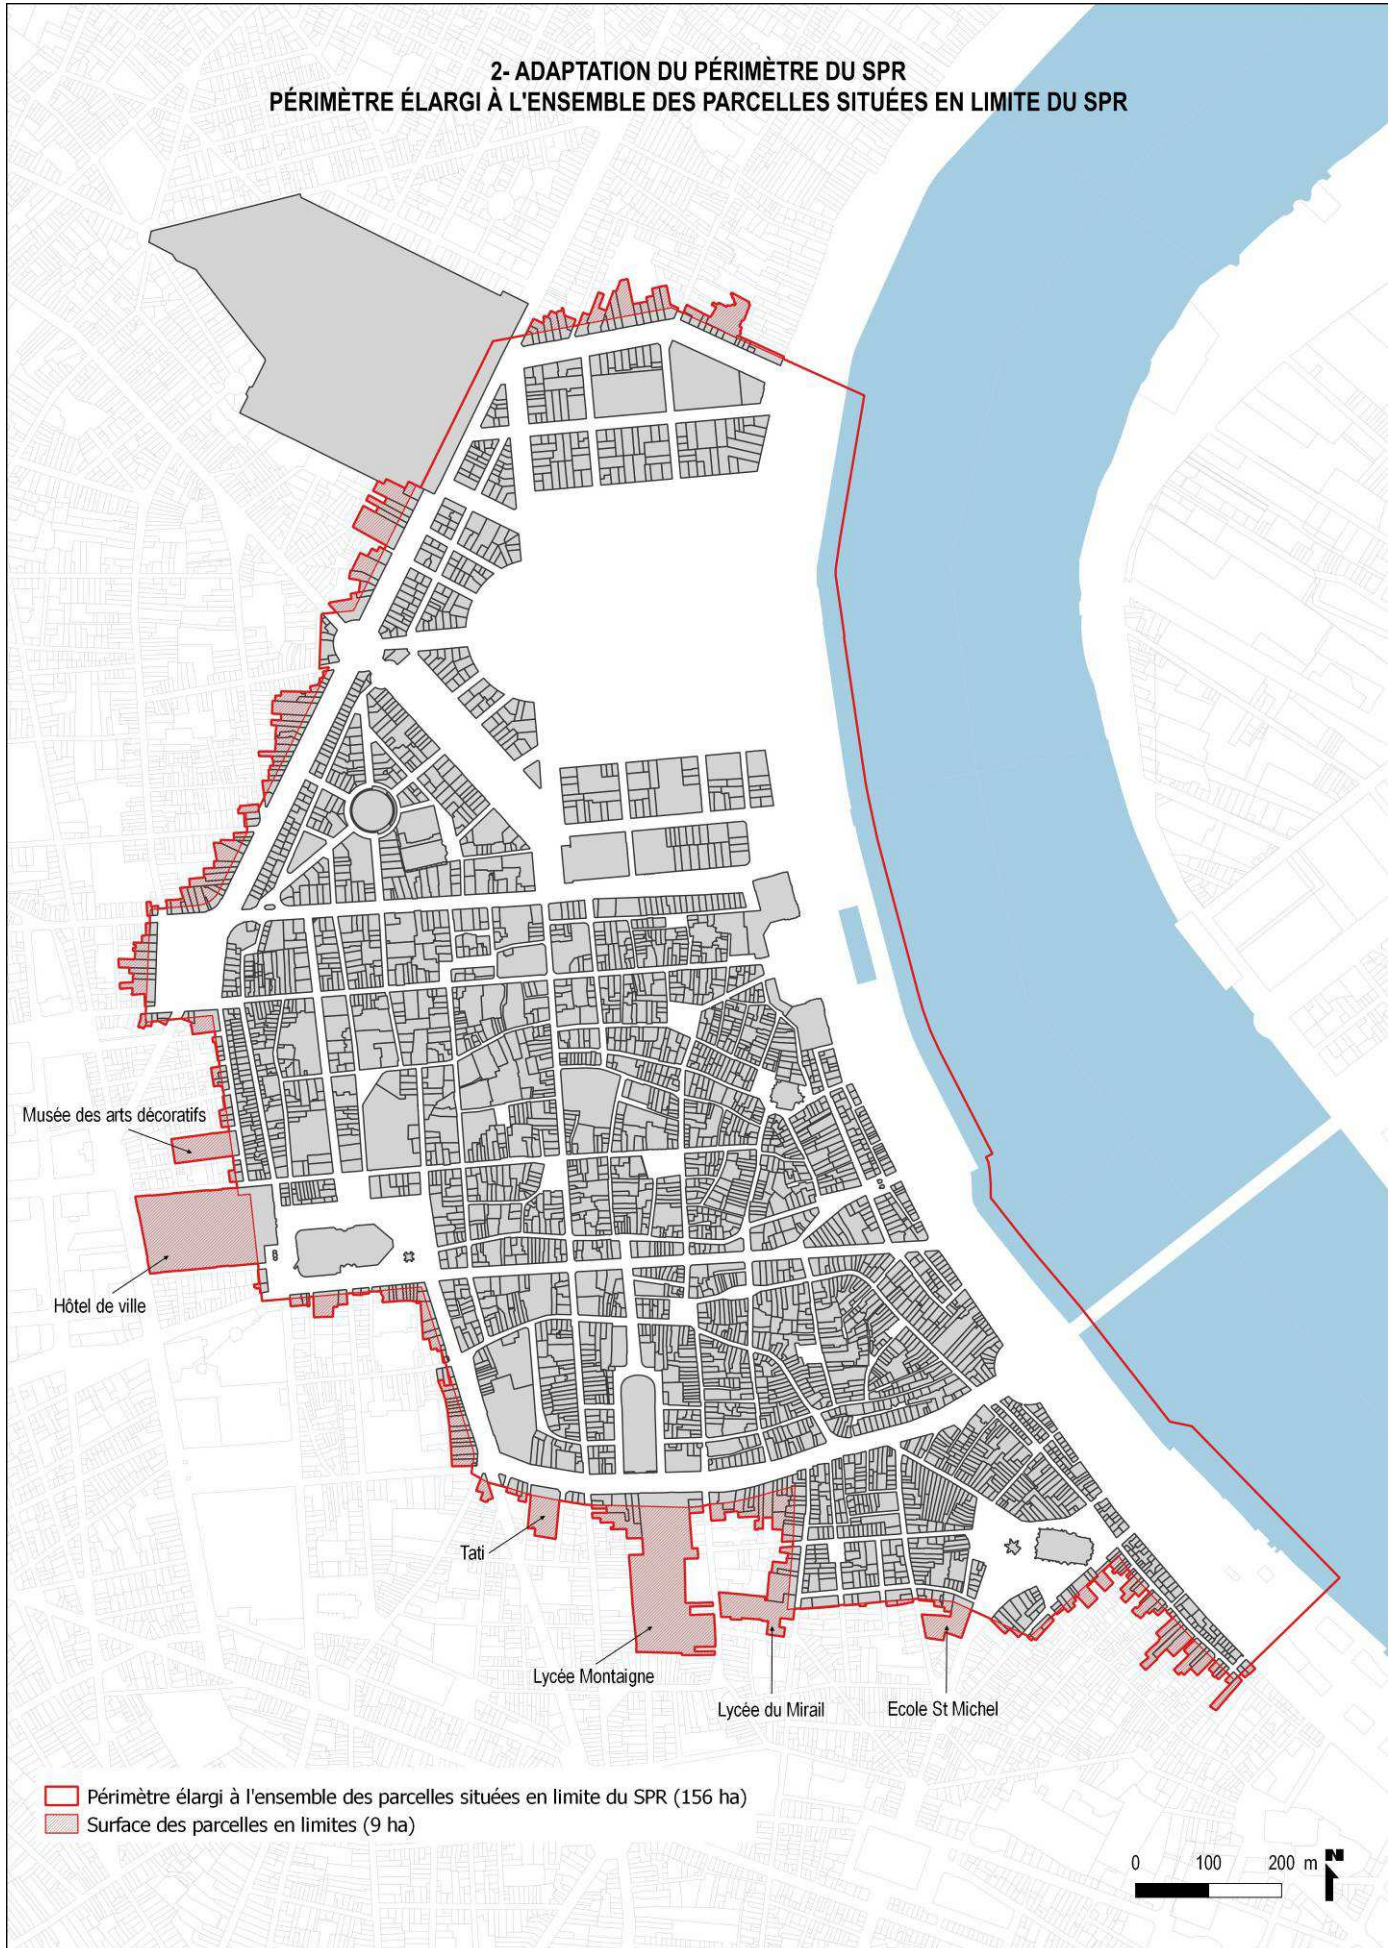 2- ADAPTATION DU PÉRIMÈTRE DU SPR
PÉRIMÈTRE ÉLARGI À L'ENSEMBLE DES PARCELLES SITUÉES EN LIMITE DU SPR
Musée des arts décoratifs
Hôtel de ville
Tati
Lycée Montaigne
Lycée du Mirail
Ecole St Michel
Périmètre élargi à l'ensemble des parcelles situées en limite du SPR (156 ha)
Surface des parcelles en limites (9 ha)
0 100 200 m N